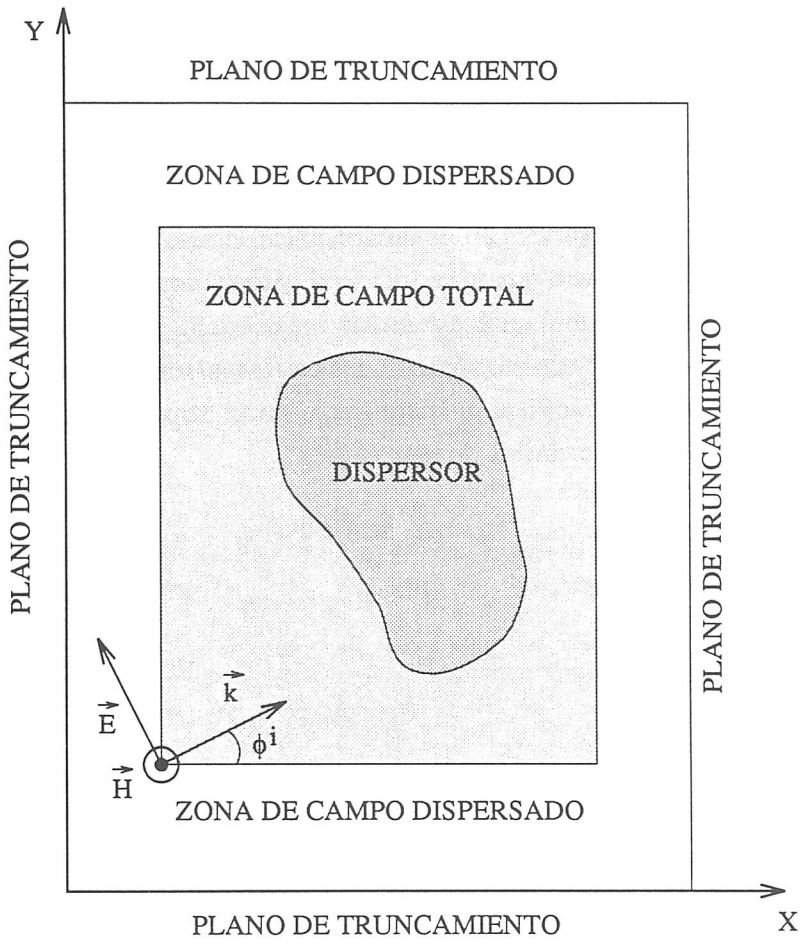 Y
PLANO DE TRUNCAMIENTO
ZONA DE CAMPO DISPERSADO
PLANO DE TRUNCAMIENTO
ZONA DE CAMPO TOTAL
PLANO DE TRUNCAMIENTO
DISPERSOR
E
k
ϕ i
H
ZONA DE CAMPO DISPERSADO
PLANO DE TRUNCAMIENTO
X